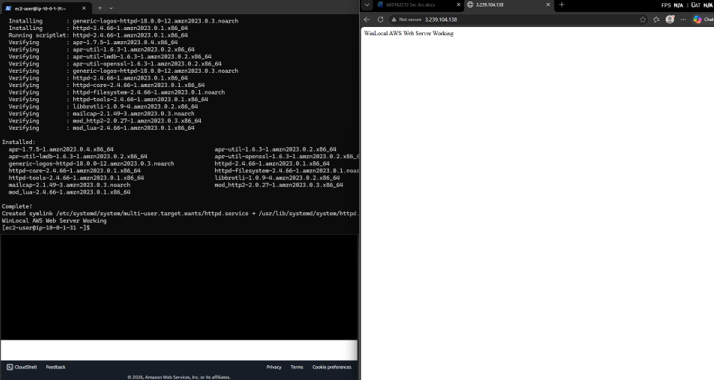 ec2-user@ip-10-0-1-31:~
Installing : generic-logos-httpd-18.0.0-12.amzn2023.0.3.noarch
Installing : httpd-2.4.66-1.amzn2023.0.1.x86_64
Running scriptlet: httpd-2.4.66-1.amzn2023.0.1.x86_64
Verifying : apr-1.7.5-1.amzn2023.0.4.x86_64
Verifying : apr-util-1.6.3-1.amzn2023.0.2.x86_64
Verifying : apr-util-lmdb-1.6.3-1.amzn2023.0.2.x86_64
Verifying : apr-util-openssl-1.6.3-1.amzn2023.0.2.x86_64
Verifying : generic-logos-httpd-18.0.0-12.amzn2023.0.3.noarch
Verifying : httpd-2.4.66-1.amzn2023.0.1.x86_64
Verifying : httpd-core-2.4.66-1.amzn2023.0.1.x86_64
Verifying : httpd-filesystem-2.4.66-1.amzn2023.0.1.noarch
Verifying : httpd-tools-2.4.66-1.amzn2023.0.1.x86_64
Verifying : libbrotli-1.0.9-4.amzn2023.0.2.x86_64
Verifying : mailcap-2.1.49-3.amzn2023.0.3.noarch
Verifying : mod_http2-2.0.27-1.amzn2023.0.3.x86_64
Verifying : mod_lua-2.4.66-1.amzn2023.0.1.x86_64
Installed:
apr-1.7.5-1.amzn2023.0.4.x86_64 apr-util-1.6.3-1.amzn2023.0.2.x86_64
apr-util-lmdb-1.6.3-1.amzn2023.0.2.x86_64 apr-util-openssl-1.6.3-1.amzn2023.0.2.x86_6
generic-logos-httpd-18.0.0-12.amzn2023.0.3.noarch httpd-2.4.66-1.amzn2023.0.1.x86_64
httpd-core-2.4.66-1.amzn2023.0.1.x86_64 httpd-filesystem-2.4.66-1.amzn2023.0.1.noarch
httpd-tools-2.4.66-1.amzn2023.0.1.x86_64 libbrotli-1.0.9-4.amzn2023.0.2.x86_64
mailcap-2.1.49-3.amzn2023.0.3.noarch mod_http2-2.0.27-1.amzn2023.0.3.x86_64
mod_lua-2.4.66-1.amzn2023.0.1.x86_64
Complete!
Created symlink /etc/systemd/system/multi-user.target.wants/httpd.service → /usr/lib/systemd/system/httpd.
WinLocal AWS Web Server Working
[ec2-user@ip-10-0-1-31 ~]$
CloudShell Feedback Privacy Terms Cookie preferences
© 2026, Amazon Web Services, Inc. or its affiliates.
3.239.104.138
FPS N/A | LAT N/A
Not secure 3.239.104.138
Chat
WinLocal AWS Web Server Working